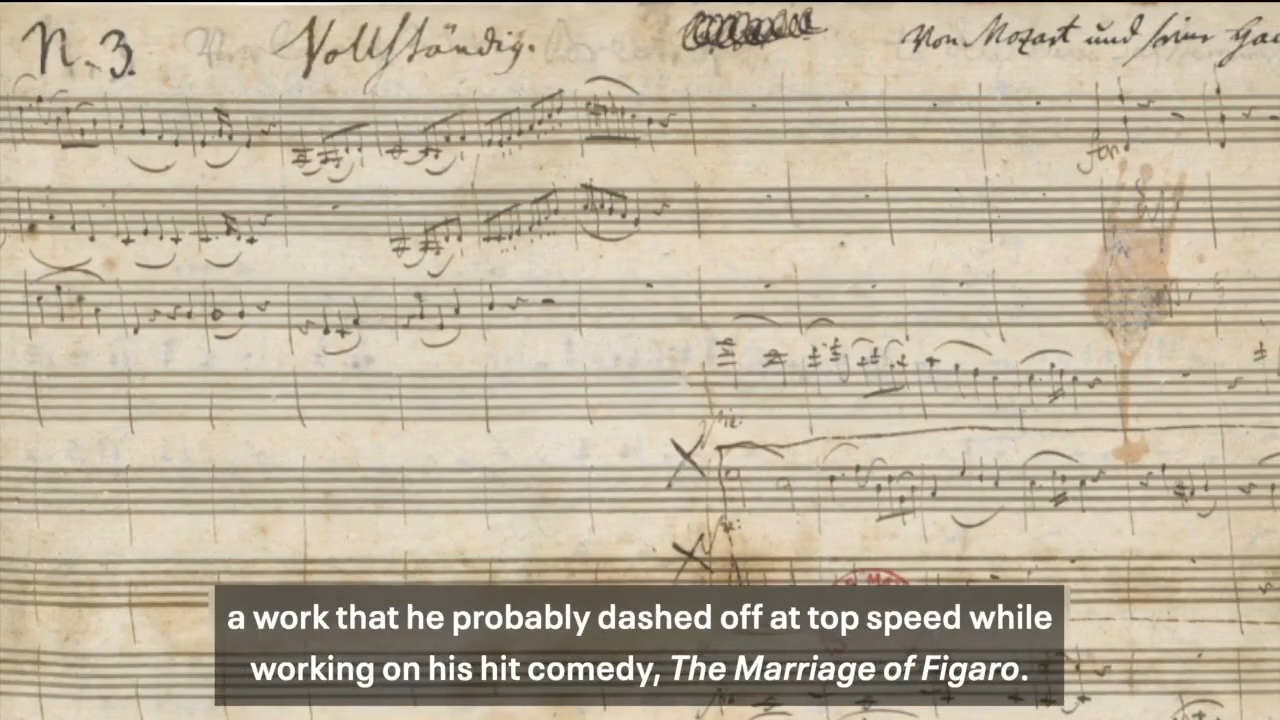 N. 3. Vollständig. Von Mozart und seine
a work that he probably dashed off at top speed while
working on his hit comedy, The Marriage of Figaro.